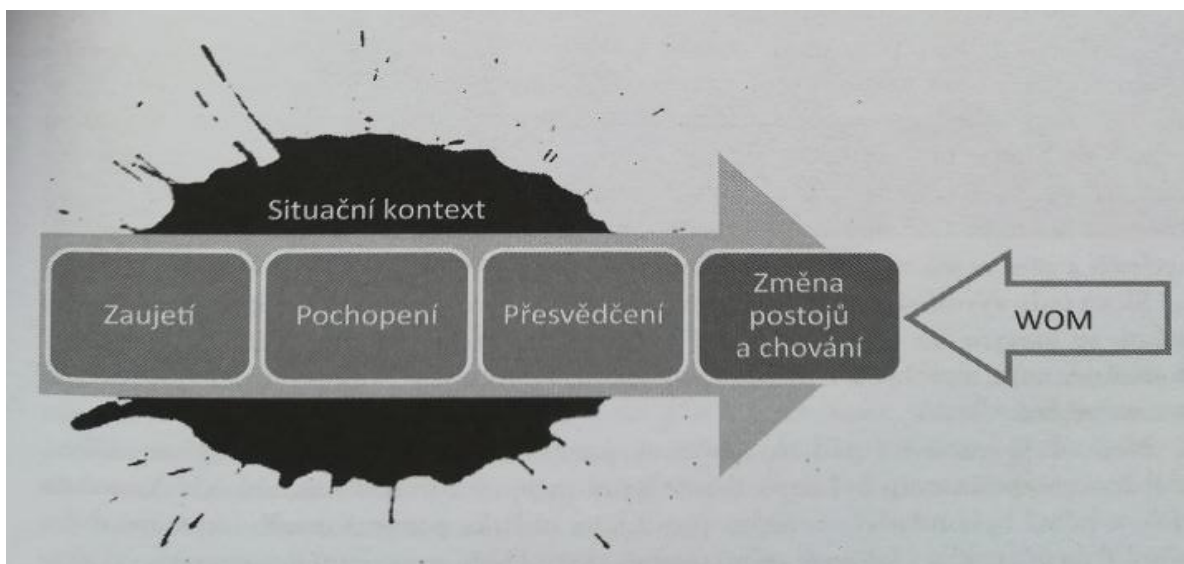 Situační kontext
Zaujetí
Pochopení
Přesvědčení
Změna
postojů
a chování
WOM